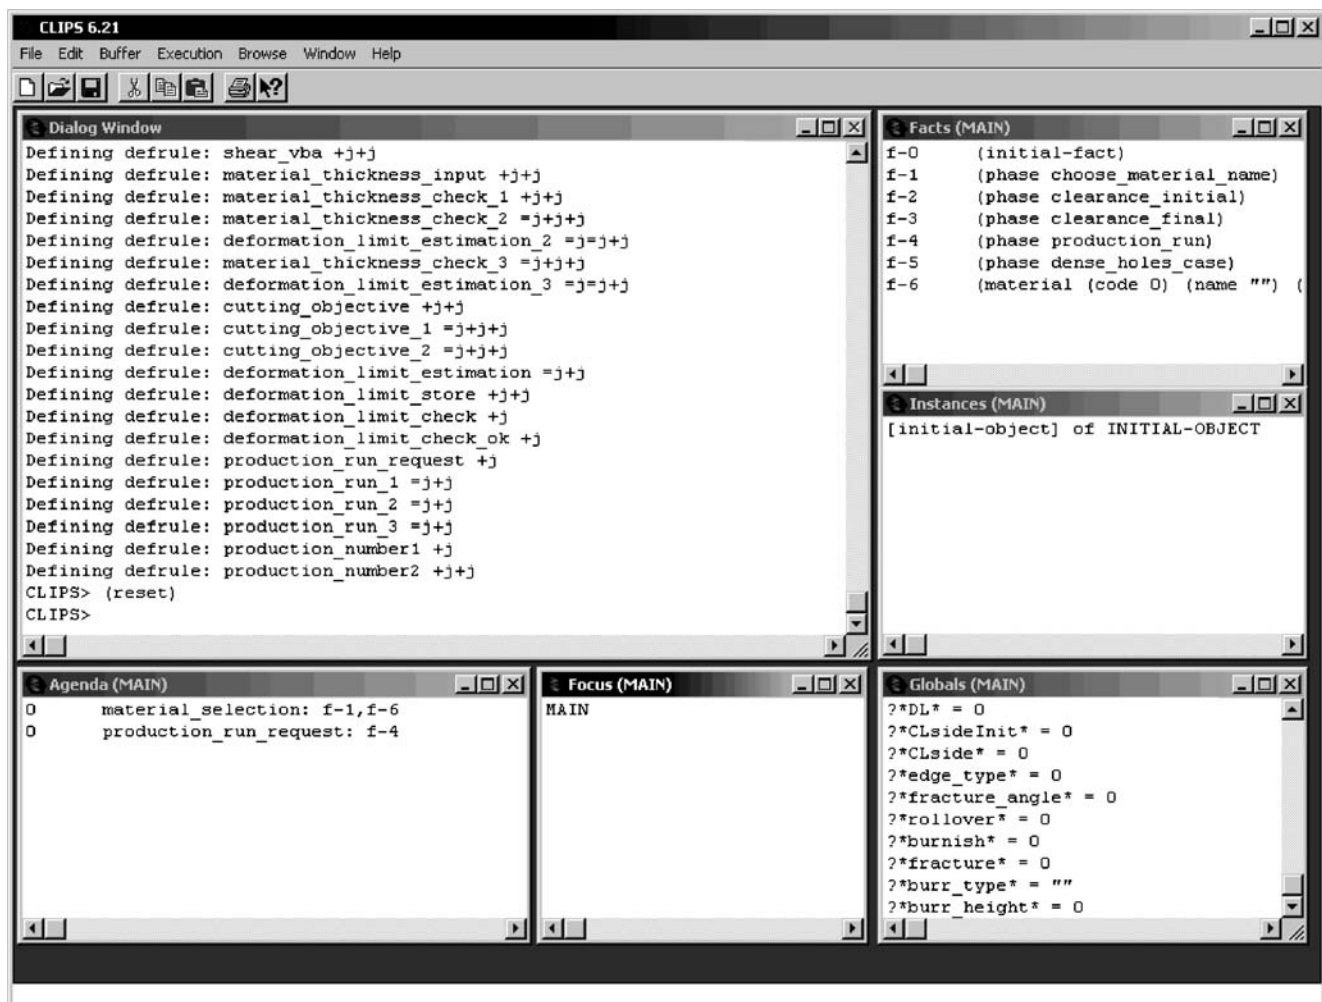 CLIPS 6.21
File Edit Buffer Execution Browse Window Help
Dialog Window
Defining defrule: shear_vba +j+j
Defining defrule: material_thickness_input +j+j
Defining defrule: material_thickness_check_1 +j+j
Defining defrule: material_thickness_check_2 =j+j+j
Defining defrule: deformation_limit_estimation_2 =j=j+j
Defining defrule: material_thickness_check_3 =j+j+j
Defining defrule: deformation_limit_estimation_3 =j=j+j
Defining defrule: cutting_objective +j+j
Defining defrule: cutting_objective_1 =j+j+j
Defining defrule: cutting_objective_2 =j+j+j
Defining defrule: deformation_limit_estimation =j+j
Defining defrule: deformation_limit_store +j+j
Defining defrule: deformation_limit_check +j
Defining defrule: deformation_limit_check_ok +j
Defining defrule: production_run_request +j
Defining defrule: production_run_1 =j+j
Defining defrule: production_run_2 =j+j
Defining defrule: production_run_3 =j+j
Defining defrule: production_number1 +j
Defining defrule: production_number2 +j+j
CLIPS> (reset)
CLIPS>
Facts (MAIN)
f-0 (initial-fact)
f-1 (phase choose_material_name)
f-2 (phase clearance_initial)
f-3 (phase clearance_final)
f-4 (phase production_run)
f-5 (phase dense_holes_case)
f-6 (material (code 0) (name "") (
Instances (MAIN)
[initial-object] of INITIAL-OBJECT
Agenda (MAIN)
0 material_selection: f-1,f-6
0 production_run_request: f-4
Focus (MAIN)
MAIN
Globals (MAIN)
?*DL* = 0
?*CLsideInit* = 0
?*CLside* = 0
?*edge_type* = 0
?*fracture_angle* = 0
?*rollover* = 0
?*burnish* = 0
?*fracture* = 0
?*burr_type* = ""
?*burr_height* = 0